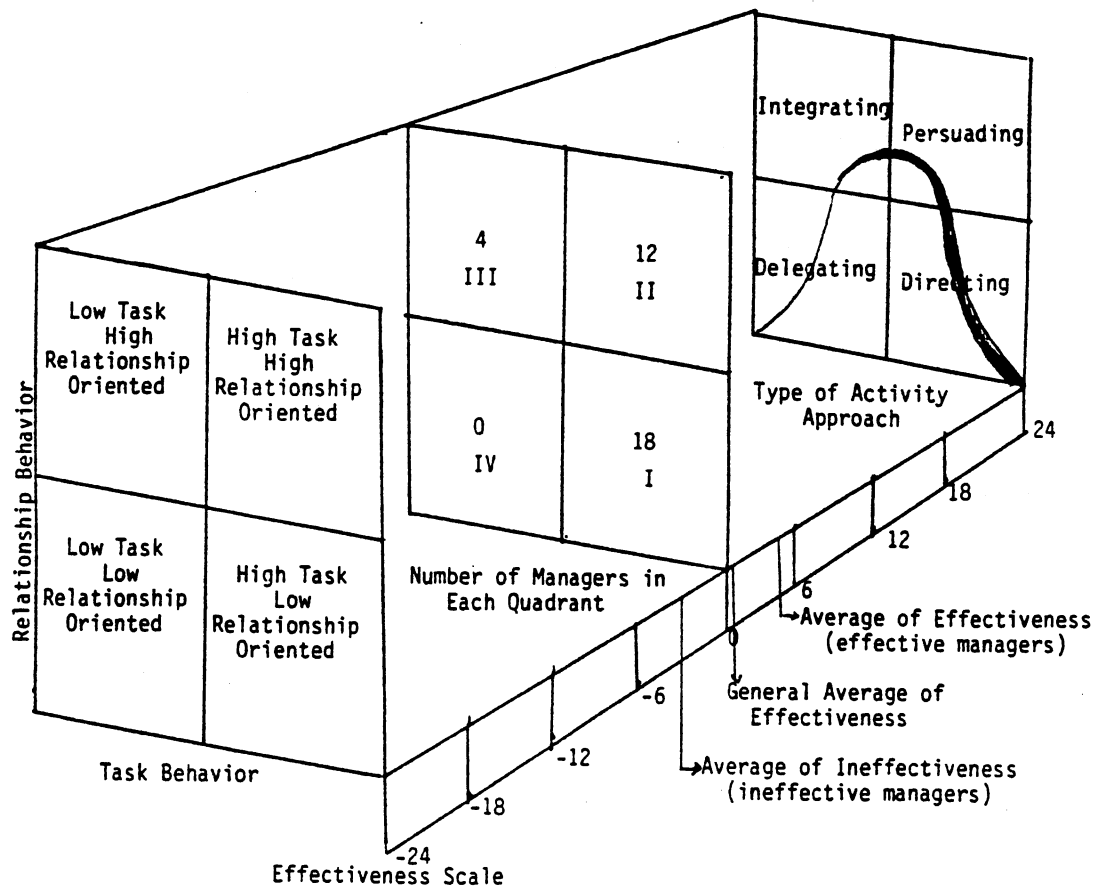 Integrating
Persuading
Delegating
Directing
Type of Activity
Approach
4
III
12
II
0
IV
18
I
Number of Managers in
Each Quadrant
Low Task
High
Relationship
Oriented
High Task
High
Relationship
Oriented
Low Task
Low
Relationship
Oriented
High Task
Low
Relationship
Oriented
Relationship Behavior
Task Behavior
24
18
12
6
0
-6
-12
-18
-24
Average of Effectiveness
(effective managers)
General Average of
Effectiveness
Average of Ineffectiveness
(ineffective managers)
Effectiveness Scale